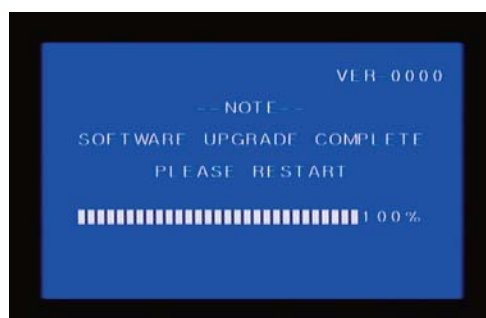 VER-0000
--NOTE--
SOFTWARE UPGRADE COMPLETE
PLEASE RESTART
100%